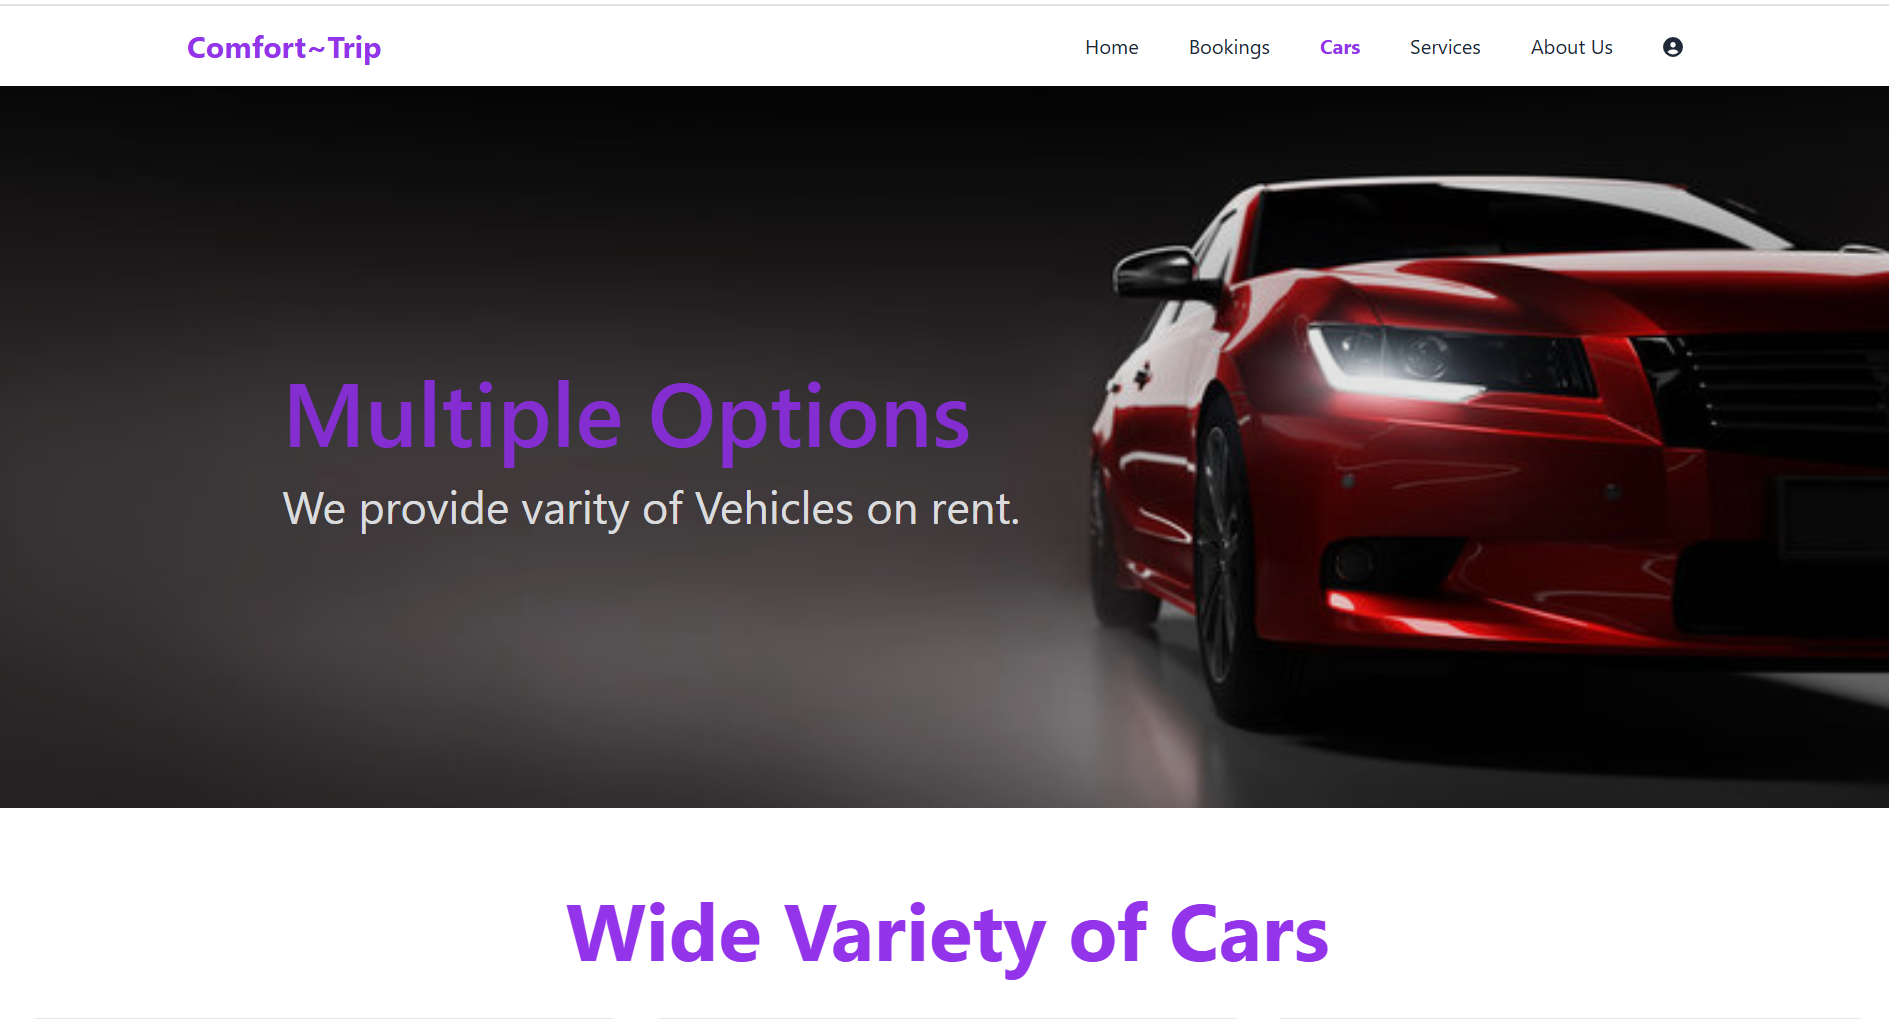 Comfort~Trip
Home Bookings Cars Services About Us
Multiple Options
We provide varity of Vehicles on rent.
Wide Variety of Cars